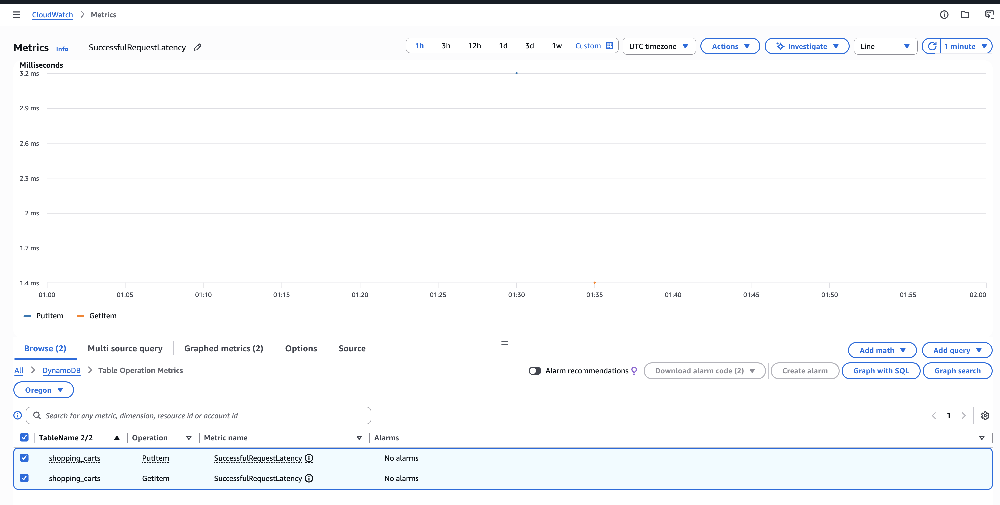 CloudWatch > Metrics
Metrics Info SuccessfulRequestLatency 1h 3h 12h 1d 3d 1w Custom UTC timezone Actions Investigate Line 1 minute
Milliseconds
3.2 ms
2.9 ms
2.6 ms
2.3 ms
2 ms
1.7 ms
1.4 ms
01:00 01:05 01:10 01:15 01:20 01:25 01:30 01:35 01:40 01:45 01:50 01:55 02:00
PutItem GetItem
Browse (2) Multi source query Graphed metrics (2) Options Source Add math Add query
All > DynamoDB > Table Operation Metrics Alarm recommendations Download alarm code (2) Create alarm Graph with SQL Graph search
Oregon
Search for any metric, dimension, resource id or account id 1
TableName 2/2 Operation Metric name Alarms
shopping_carts PutItem SuccessfulRequestLatency No alarms
shopping_carts GetItem SuccessfulRequestLatency No alarms